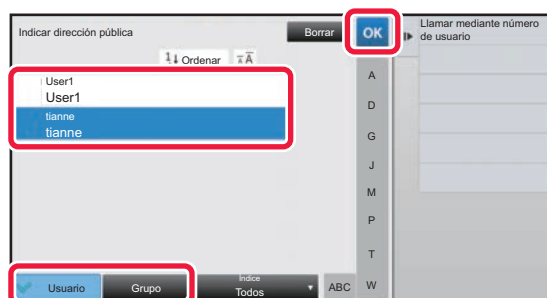 Indicar dirección pública
Borrar
OK
Llamar mediante número
de usuario
Ordenar
User1
User1
tianne
tianne
A
D
G
J
M
P
T
W
Usuario
Grupo
Índice
Todos
ABC